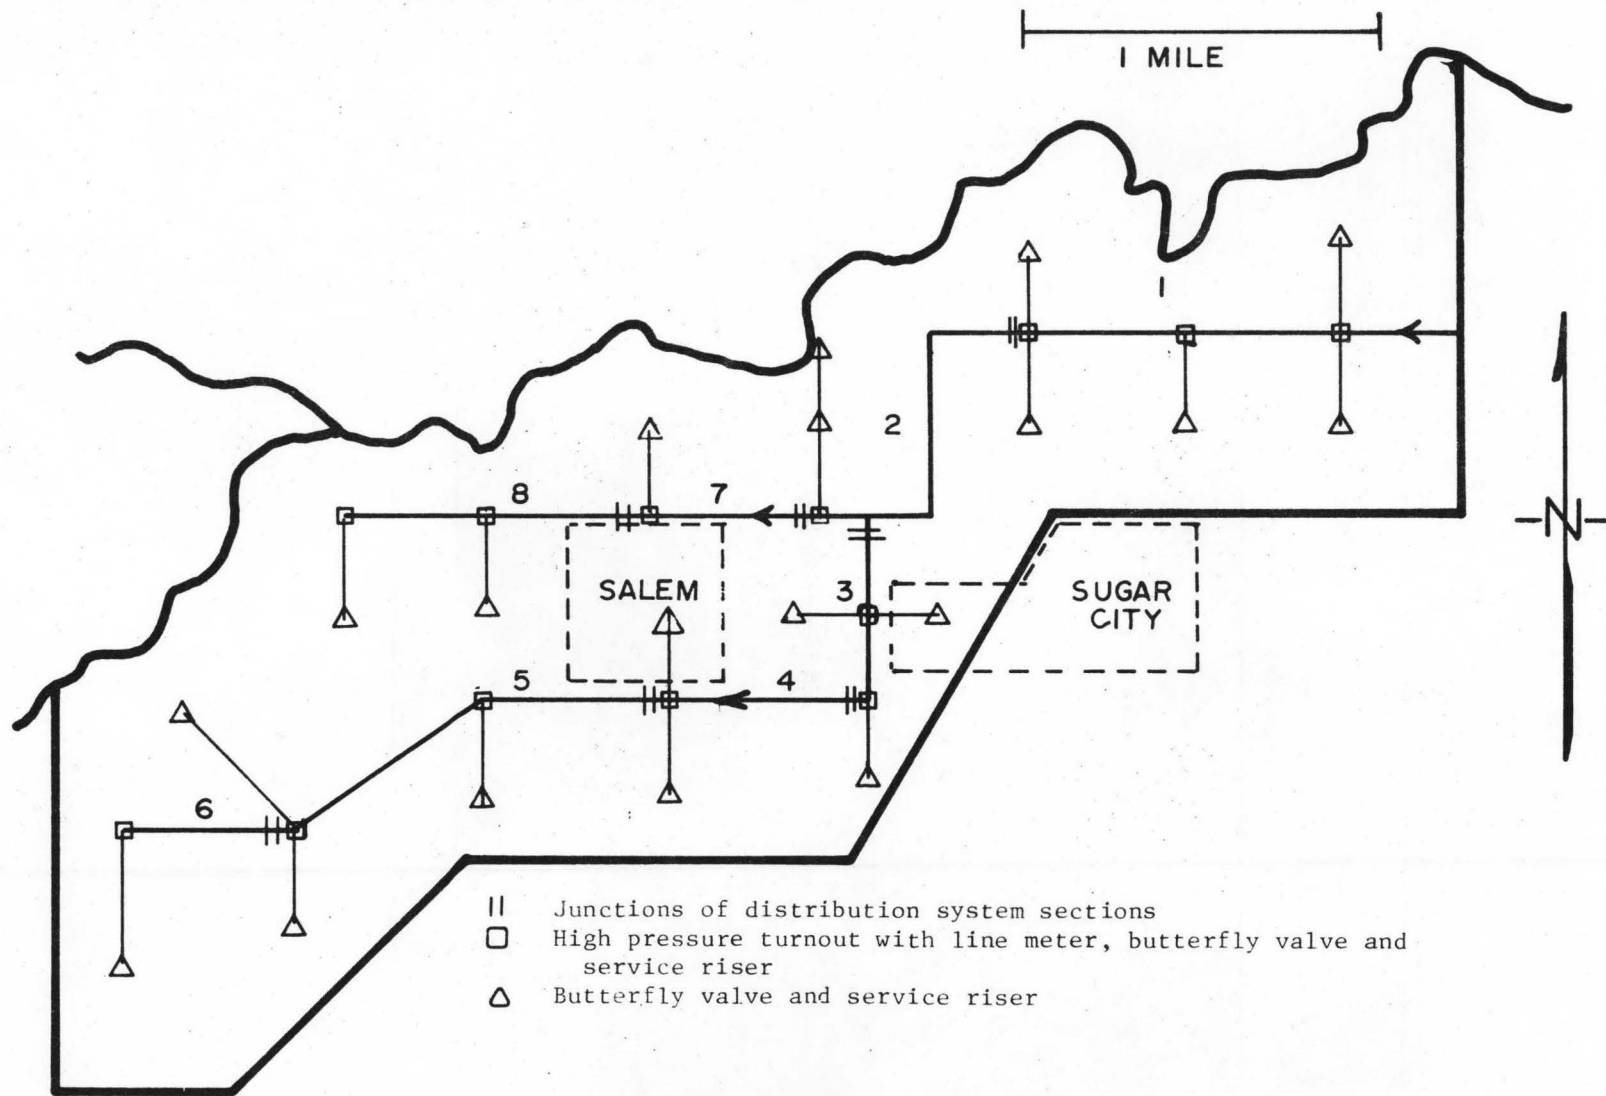 1 MILE
1
2
8
7
N
SALEM
3
SUGAR
CITY
5
4
6
|| Junctions of distribution system sections
□ High pressure turnout with line meter, butterfly valve and
service riser
△ Butterfly valve and service riser